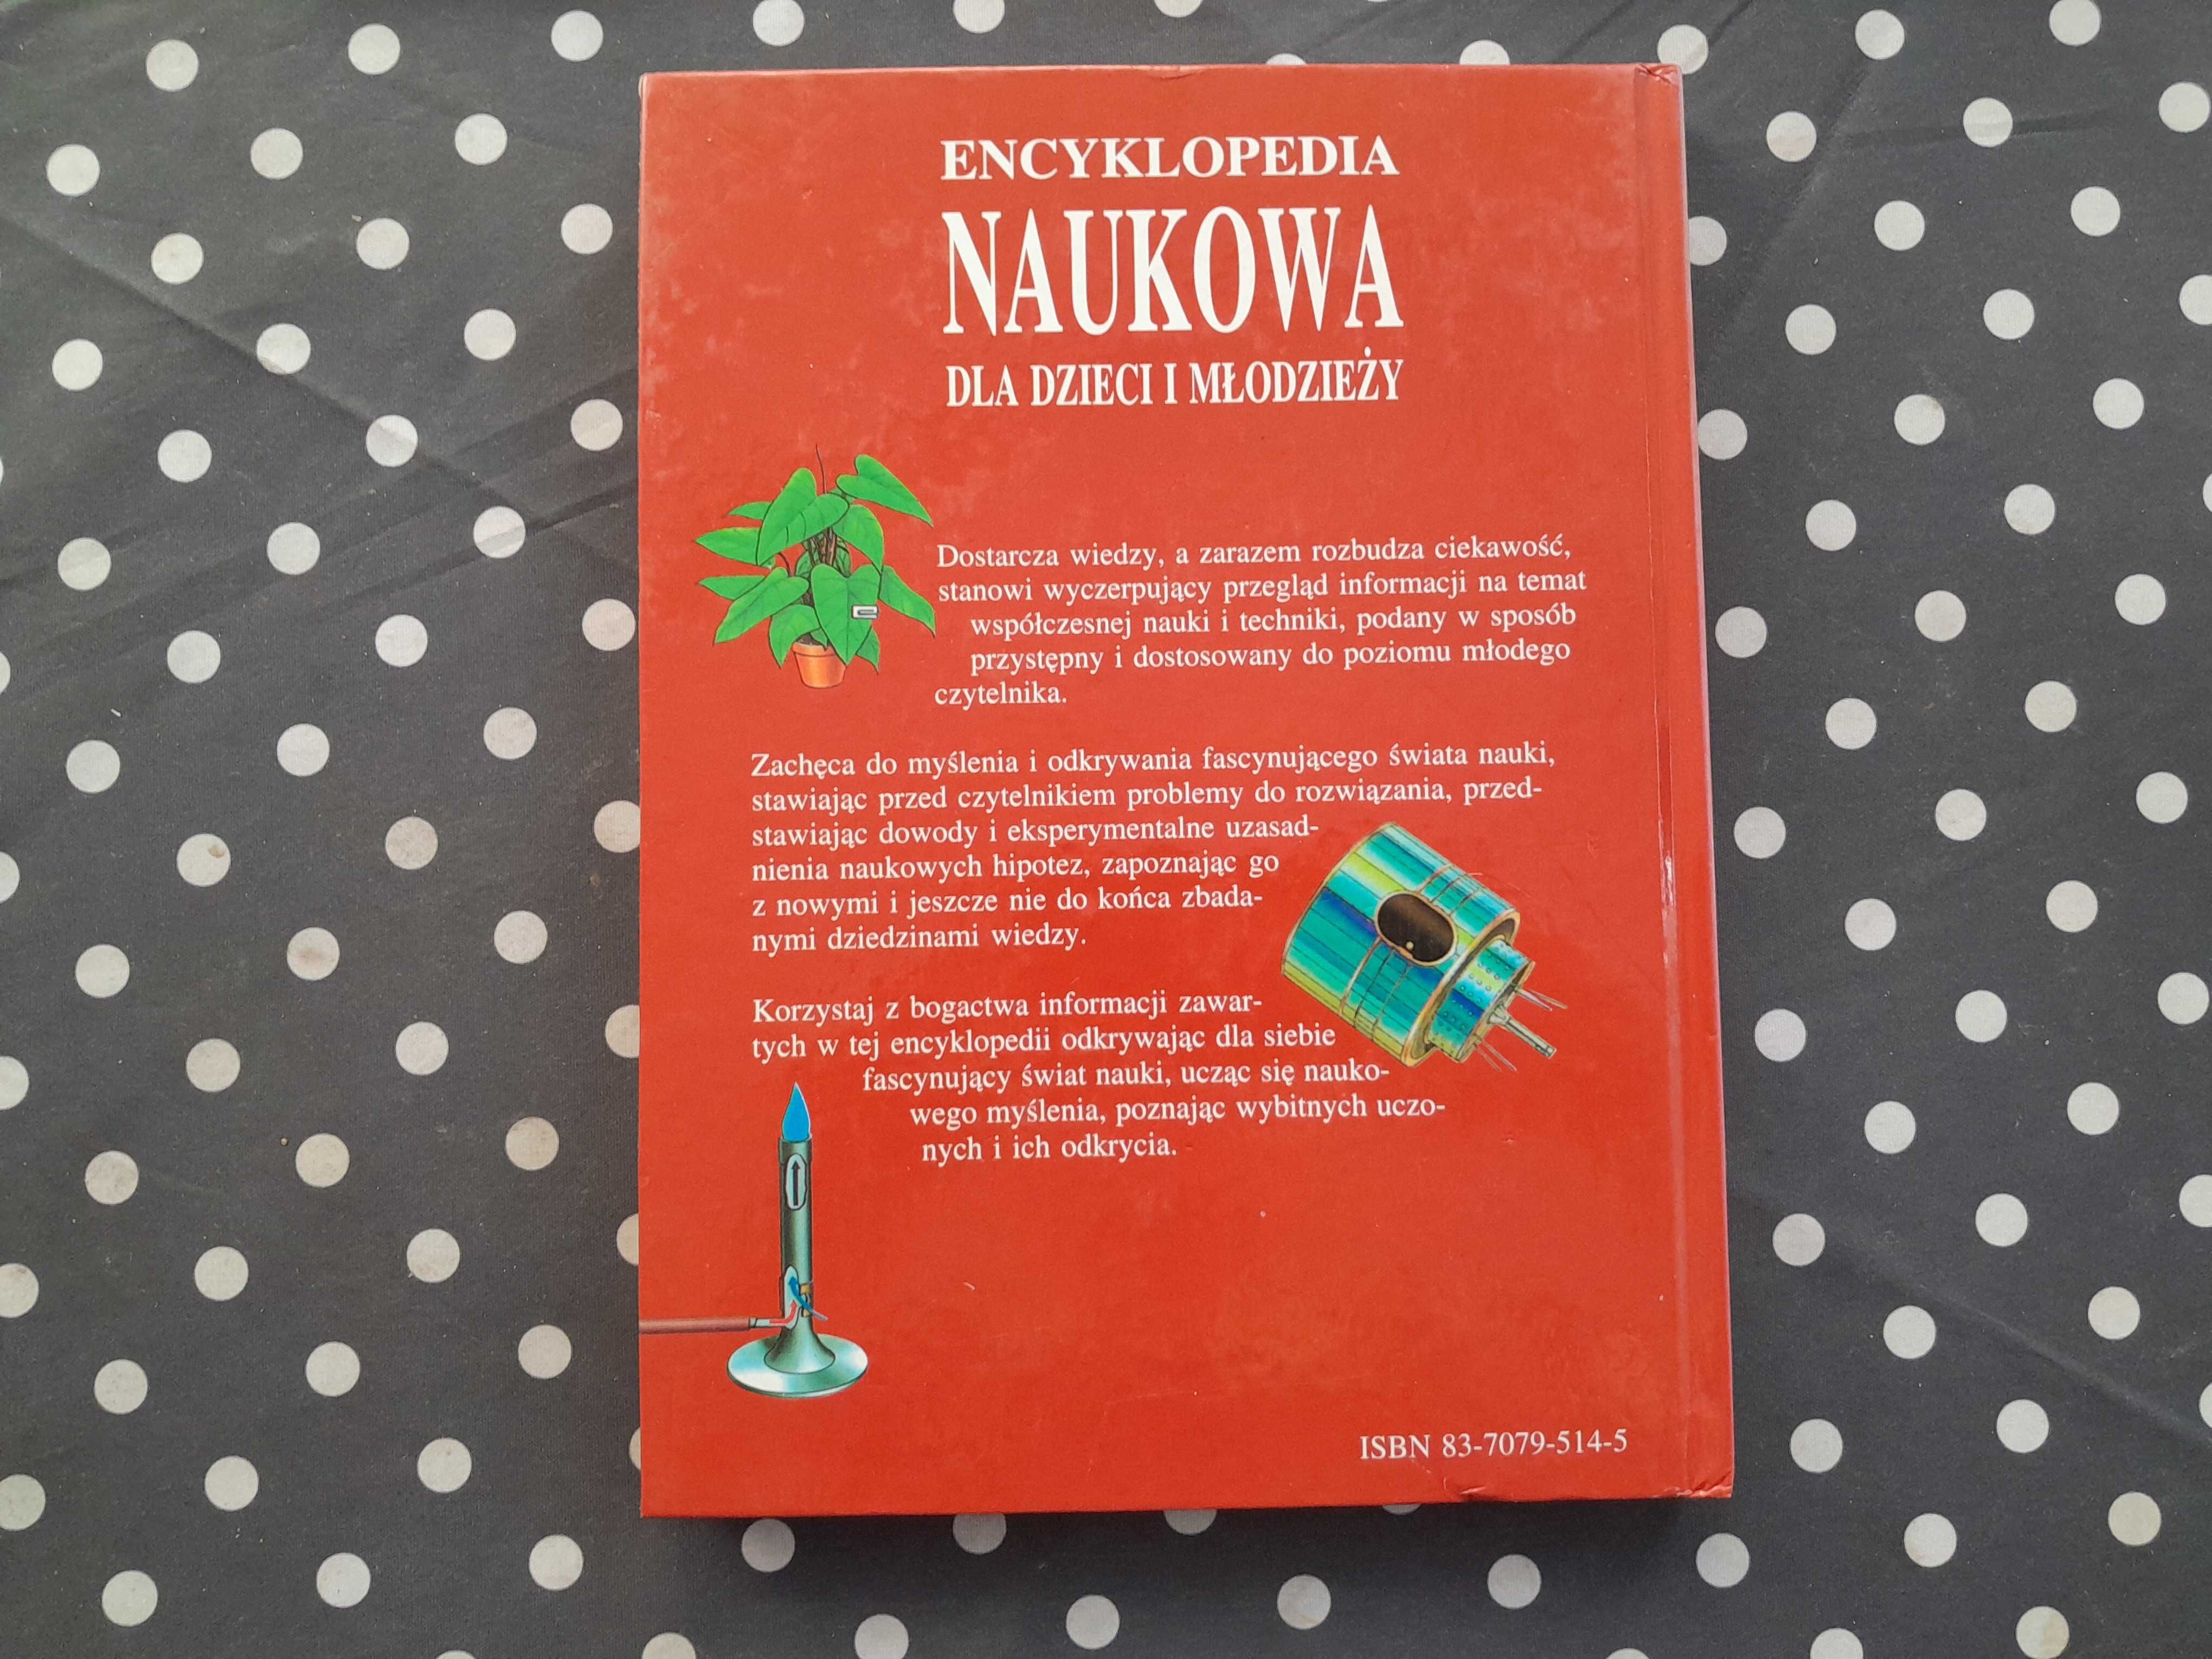 ENCYKLOPEDIA
NAUKOWA
DLA DZIECI I MŁODZIEŻY
Dostarcza wiedzy, a zarazem rozbudza ciekawość,
stanowi wyczerpujący przegląd informacji na temat
współczesnej nauki i techniki, podany w sposób
przystępny i dostosowany do poziomu młodego
czytelnika.
Zachęca do myślenia i odkrywania fascynującego świata nauki,
stawiając przed czytelnikiem problemy do rozwiązania, przed-
stawiając dowody i eksperymentalne uzasad-
nienia naukowych hipotez, zapoznając go
z nowymi i jeszcze nie do końca zbada-
nymi dziedzinami wiedzy.
Korzystaj z bogactwa informacji zawar-
tych w tej encyklopedii odkrywając dla siebie
fascynujący świat nauki, ucząc się nauko-
wego myślenia, poznając wybitnych uczo-
nych i ich odkrycia.
ISBN 83-7079-514-5